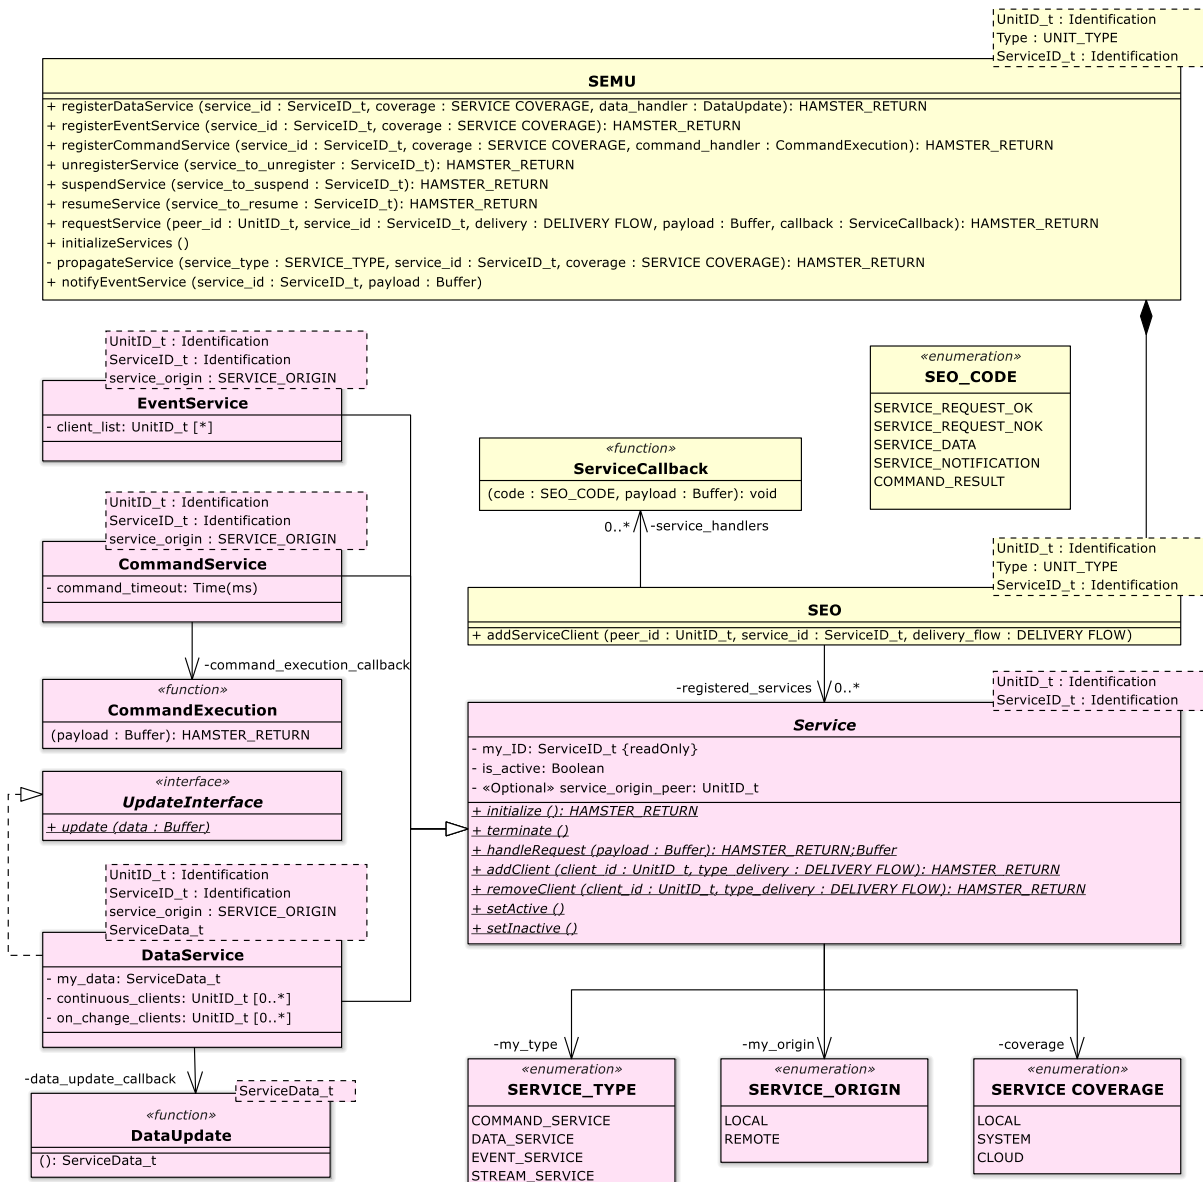 UnitID_t : Identification
Type : UNIT_TYPE
ServiceID_t : Identification
SEMU
+ registerDataService (service_id : ServiceID_t, coverage : SERVICE COVERAGE, data_handler : DataUpdate): HAMSTER_RETURN
+ registerEventService (service_id : ServiceID_t, coverage : SERVICE COVERAGE): HAMSTER_RETURN
+ registerCommandService (service_id : ServiceID_t, coverage : SERVICE COVERAGE, command_handler : CommandExecution): HAMSTER_RETURN
+ unregisterService (service_to_unregister : ServiceID_t): HAMSTER_RETURN
+ suspendService (service_to_suspend : ServiceID_t): HAMSTER_RETURN
+ resumeService (service_to_resume : ServiceID_t): HAMSTER_RETURN
+ requestService (peer_id : UnitID_t, service_id : ServiceID_t, delivery : DELIVERY FLOW, payload : Buffer, callback : ServiceCallback): HAMSTER_RETURN
+ initializeServices ()
- propagateService (service_type : SERVICE_TYPE, service_id : ServiceID_t, coverage : SERVICE COVERAGE): HAMSTER_RETURN
+ notifyEventService (service_id : ServiceID_t, payload : Buffer)
UnitID_t : Identification
ServiceID_t : Identification
service_origin : SERVICE_ORIGIN
EventService
- client_list: UnitID_t [*]
«enumeration»
SEO_CODE
SERVICE_REQUEST_OK
SERVICE_REQUEST_NOK
SERVICE_DATA
SERVICE_NOTIFICATION
COMMAND_RESULT
«function»
ServiceCallback
(code : SEO_CODE, payload : Buffer): void
0..*
-service_handlers
UnitID_t : Identification
ServiceID_t : Identification
service_origin : SERVICE_ORIGIN
CommandService
- command_timeout: Time(ms)
-command_execution_callback
UnitID_t : Identification
Type : UNIT_TYPE
ServiceID_t : Identification
SEO
+ addServiceClient (peer_id : UnitID_t, service_id : ServiceID_t, delivery_flow : DELIVERY FLOW)
-registered_services
0..*
«function»
CommandExecution
(payload : Buffer): HAMSTER_RETURN
UnitID_t : Identification
ServiceID_t : Identification
Service
- my_ID: ServiceID_t {readOnly}
- is_active: Boolean
- «Optional» service_origin_peer: UnitID_t
+ initialize (): HAMSTER_RETURN
+ terminate ()
+ handleRequest (payload : Buffer): HAMSTER_RETURN;Buffer
+ addClient (client_id : UnitID_t, type_delivery : DELIVERY FLOW): HAMSTER_RETURN
+ removeClient (client_id : UnitID_t, type_delivery : DELIVERY FLOW): HAMSTER_RETURN
+ setActive ()
+ setInactive ()
«interface»
UpdateInterface
+ update (data : Buffer)
UnitID_t : Identification
ServiceID_t : Identification
service_origin : SERVICE_ORIGIN
ServiceData_t
DataService
- my_data: ServiceData_t
- continuous_clients: UnitID_t [0..*]
- on_change_clients: UnitID_t [0..*]
-data_update_callback
ServiceData_t
«function»
DataUpdate
(): ServiceData_t
-my_type
-my_origin
-coverage
«enumeration»
SERVICE_TYPE
COMMAND_SERVICE
DATA_SERVICE
EVENT_SERVICE
STREAM_SERVICE
«enumeration»
SERVICE_ORIGIN
LOCAL
REMOTE
«enumeration»
SERVICE COVERAGE
LOCAL
SYSTEM
CLOUD